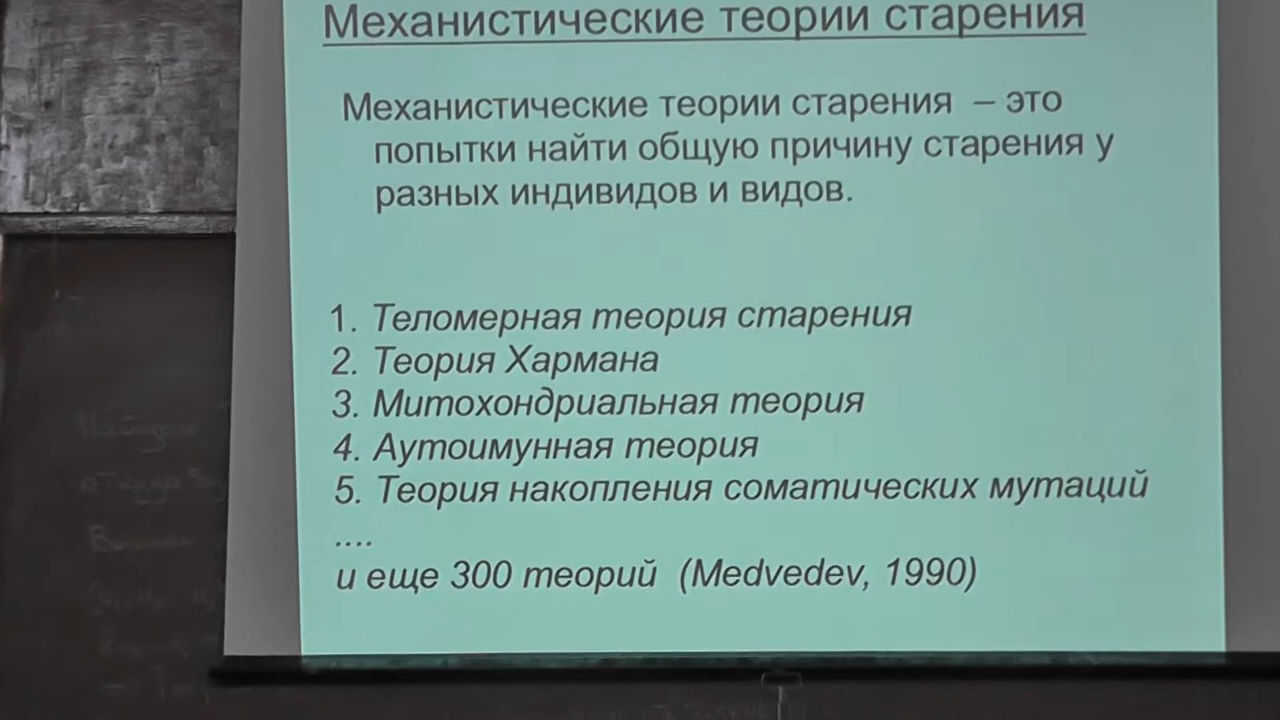 Механистические теории старения
Механистические теории старения – это
попытки найти общую причину старения у
разных индивидов и видов.
1. Теломерная теория старения
2. Теория Хармана
3. Митохондриальная теория
4. Аутоимунная теория
5. Теория накопления соматических мутаций
....
и еще 300 теорий (Medvedev, 1990)